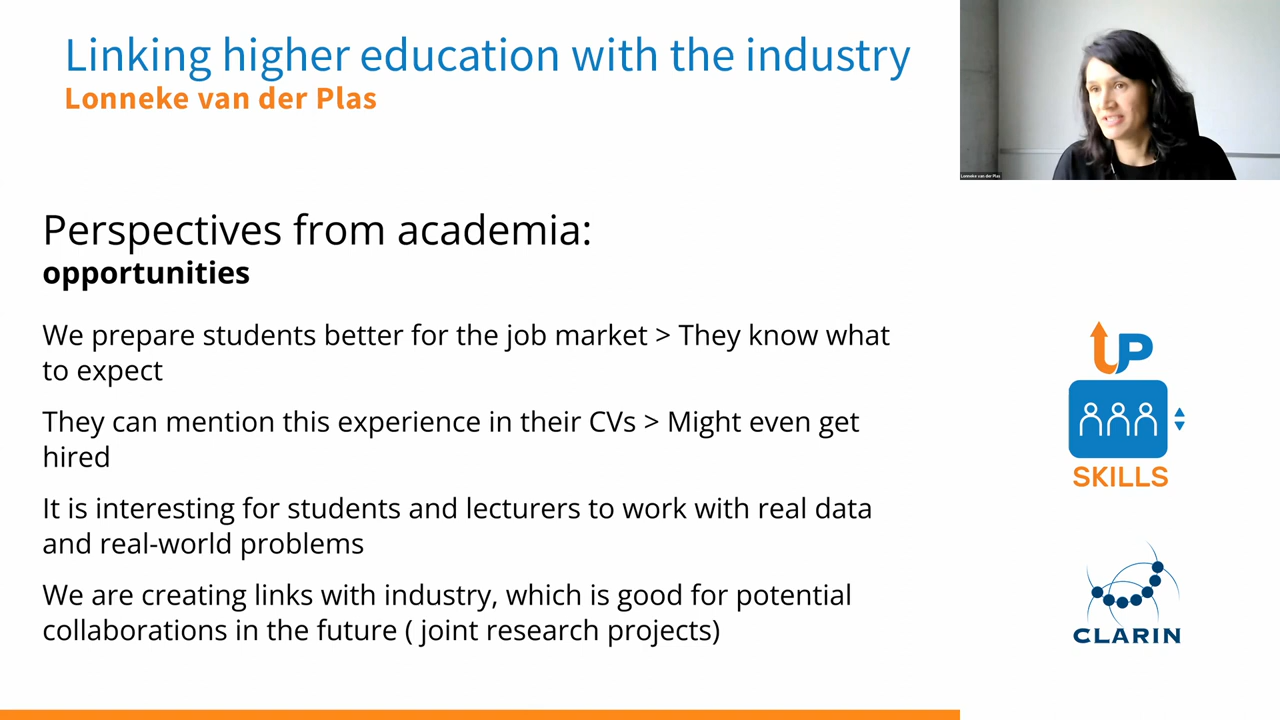 Linking higher education with the industry
Lonneke van der Plas
Lonneke van der Plas
Perspectives from academia:
opportunities
We prepare students better for the job market > They know what
to expect
They can mention this experience in their CVs > Might even get
hired
It is interesting for students and lecturers to work with real data
and real-world problems
We are creating links with industry, which is good for potential
collaborations in the future ( joint research projects)
UP
SKILLS
CLARIN